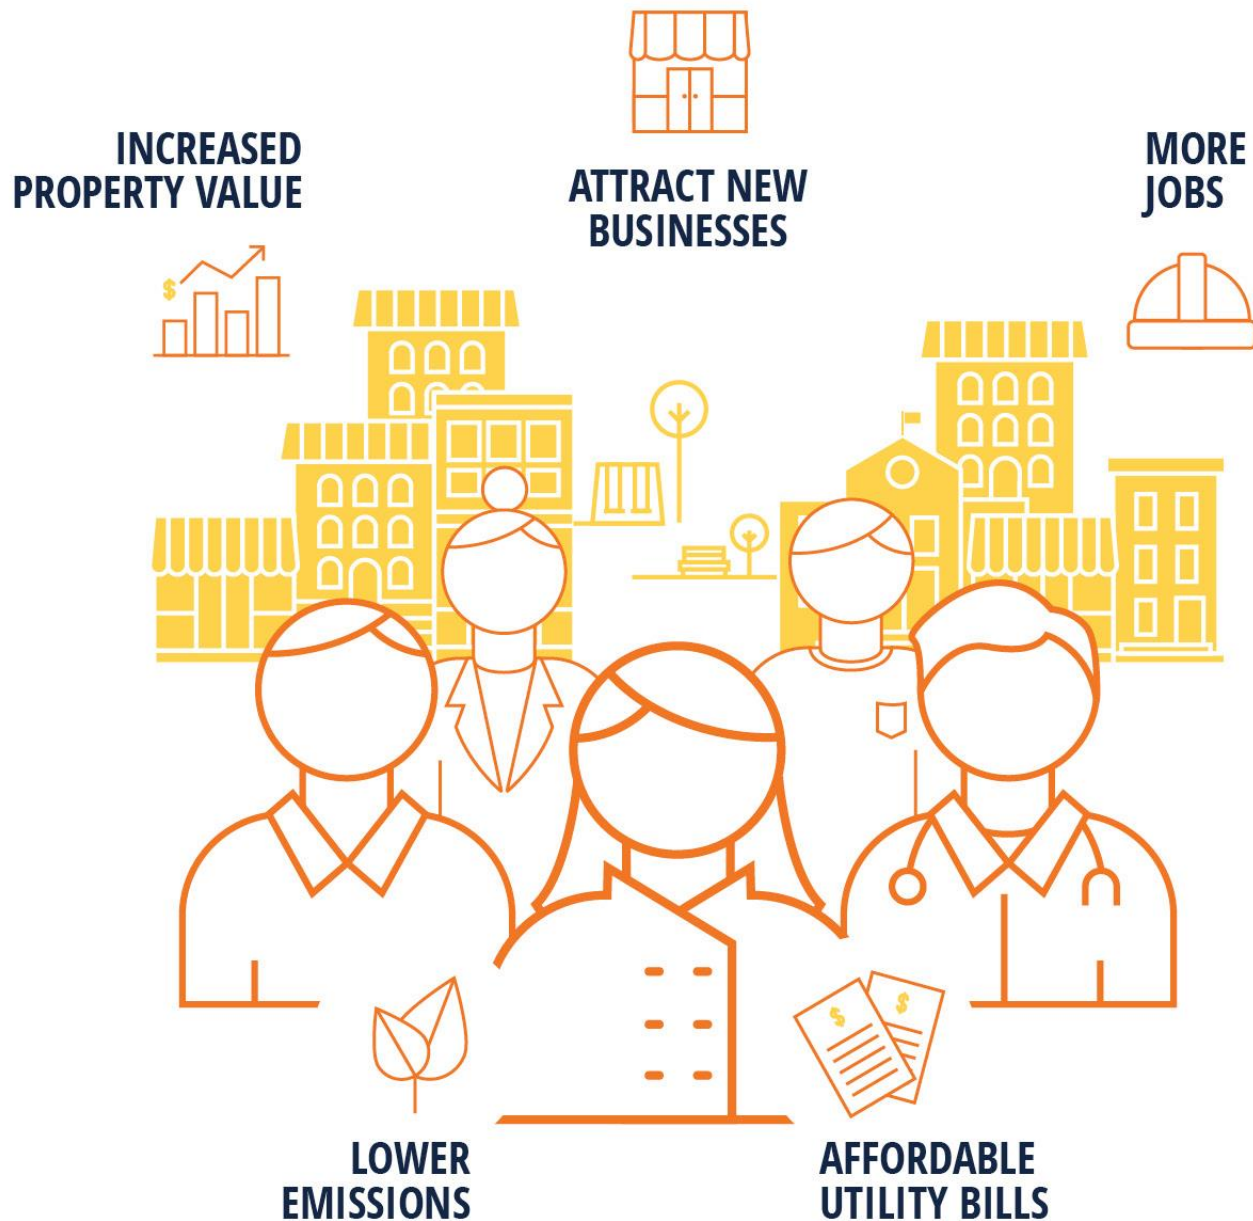 INCREASED
PROPERTY VALUE
$
ATTRACT NEW
BUSINESSES
MORE
JOBS
LOWER
EMISSIONS
$
$
AFFORDABLE
UTILITY BILLS